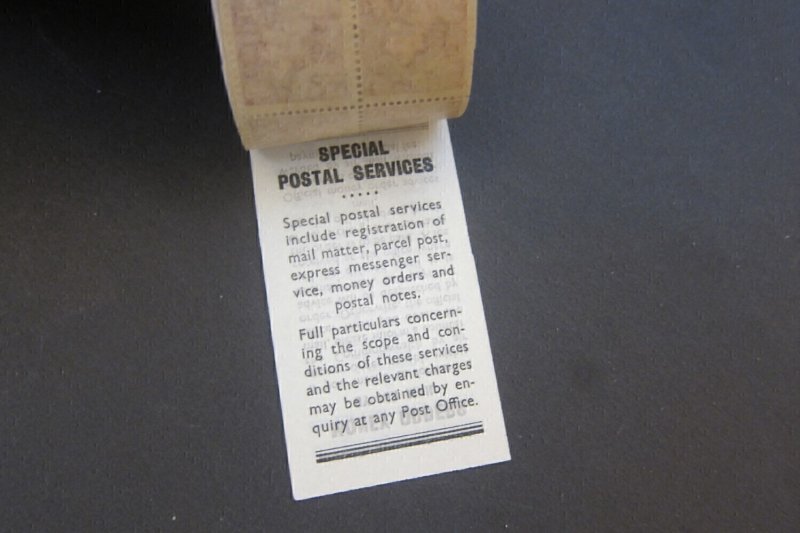 SPECIAL
POSTAL SERVICES
.....
Special postal services
include registration of
mail matter, parcel post,
express messenger ser-
vice, money orders and
postal notes.
Full particulars concern-
ing the scope and con-
ditions of these services
and the relevant charges
may be obtained by en-
quiry at any Post Office.